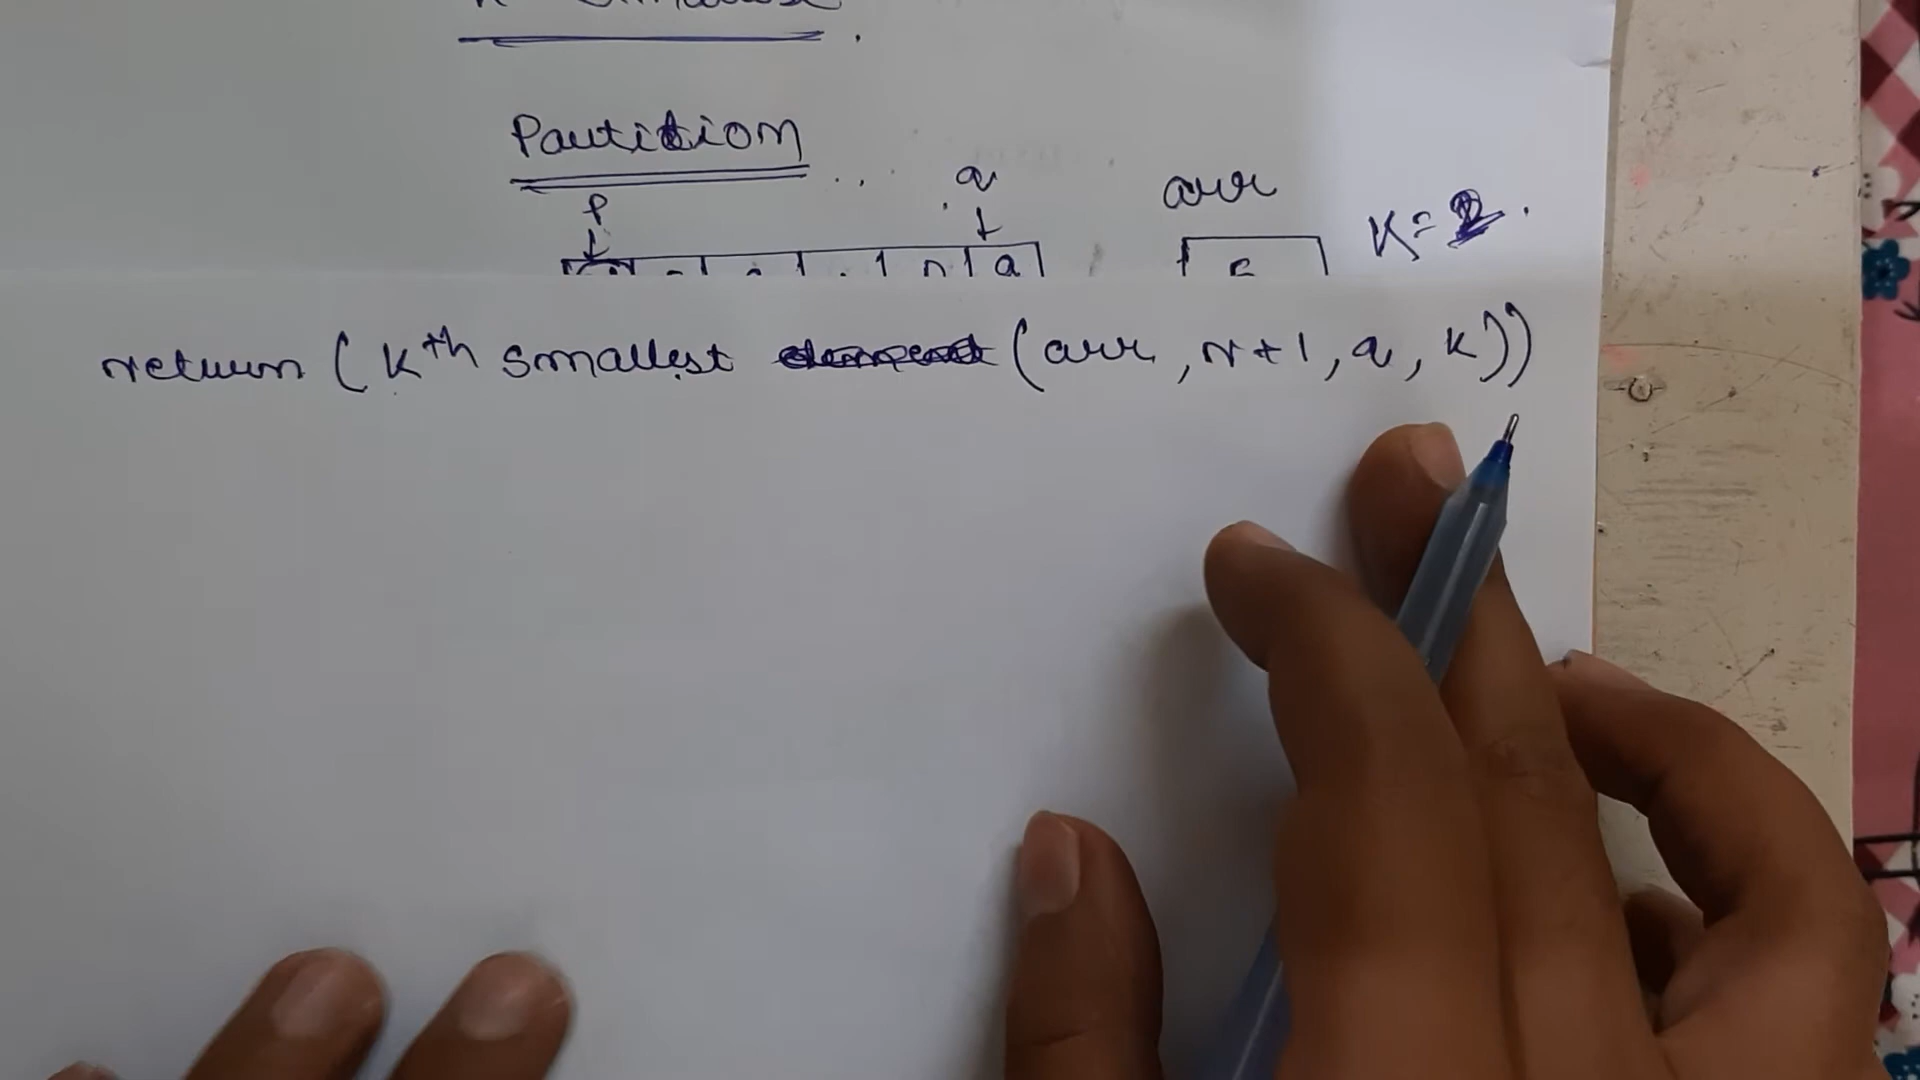 Partition
p q arr K=2.
return (Kth smallest (arr, r+1, q, k))